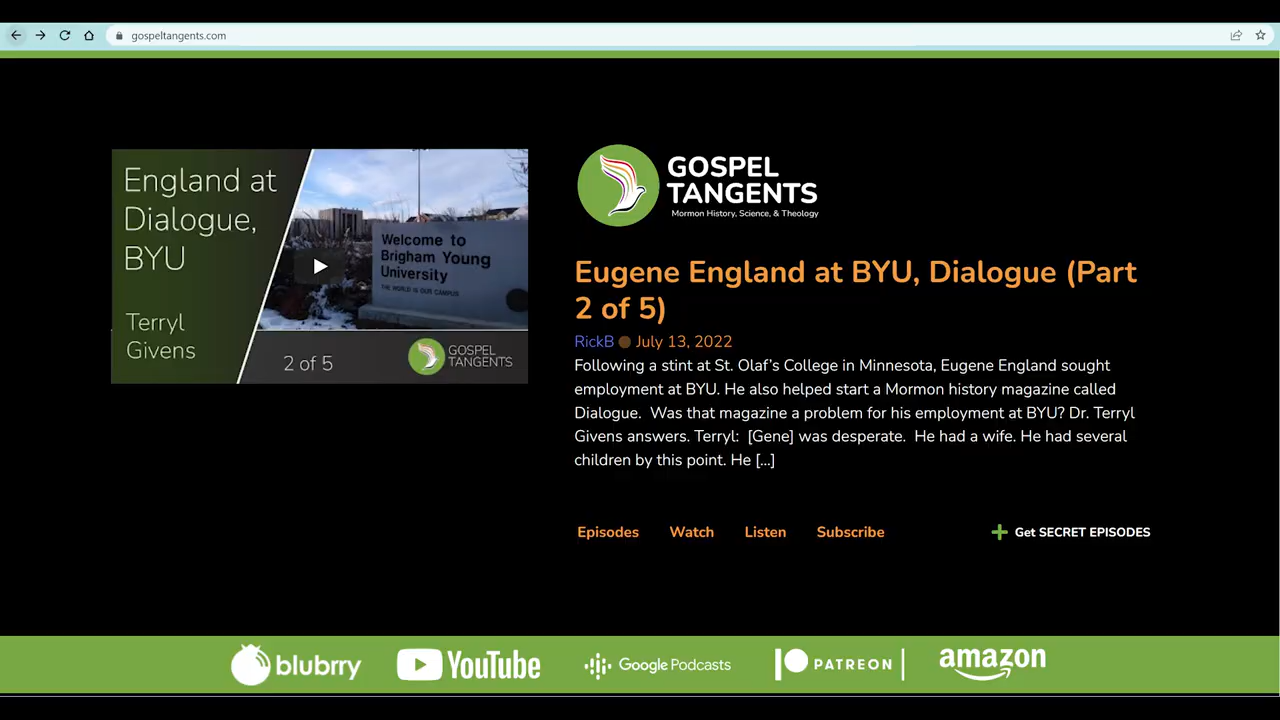 gospeltangents.com
England at
Dialogue,
BYU
Terryl
Givens
Welcome to
Brigham Young
University
THE WORLD IS OUR CAMPUS
2 of 5
GOSPEL
TANGENTS
GOSPEL
TANGENTS
Mormon History, Science, & Theology
Eugene England at BYU, Dialogue (Part
2 of 5)
RickB July 13, 2022
Following a stint at St. Olaf’s College in Minnesota, Eugene England sought
employment at BYU. He also helped start a Mormon history magazine called
Dialogue.  Was that magazine a problem for his employment at BYU? Dr. Terryl
Givens answers. Terryl:  [Gene] was desperate.  He had a wife. He had several
children by this point. He [...]
Episodes Watch Listen Subscribe Get SECRET EPISODES
blubrry YouTube Google Podcasts PATREON amazon